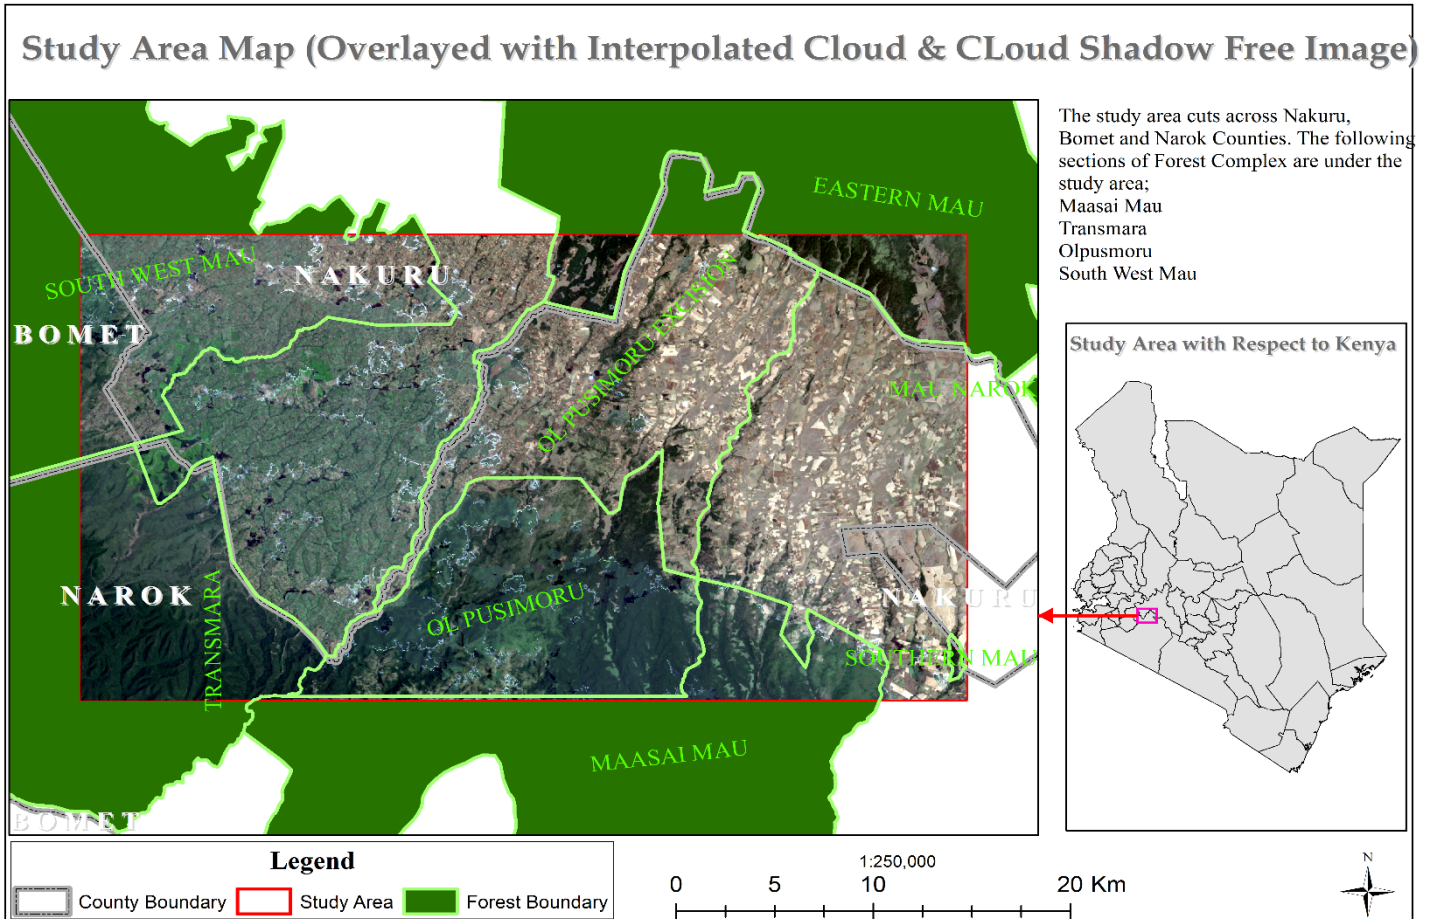 Study Area Map (Overlayed with Interpolated Cloud & CLoud Shadow Free Image)
The study area cuts across Nakuru,
Bomet and Narok Counties. The following
sections of Forest Complex are under the
study area;
Maasai Mau
Transmara
Olpusmoru
South West Mau
EASTERN MAU
SOUTH WEST MAU
NAKURU
BOMET
OL PUSIMORU EXCISION
MAU NAROK
NAROK
TRANSMARA
OL PUSIMORU
NAKURU
SOUTHERN MAU
MAASAI MAU
BOMET
Study Area with Respect to Kenya
Legend
County Boundary
Study Area
Forest Boundary
1:250,000
0 5 10 20 Km
N